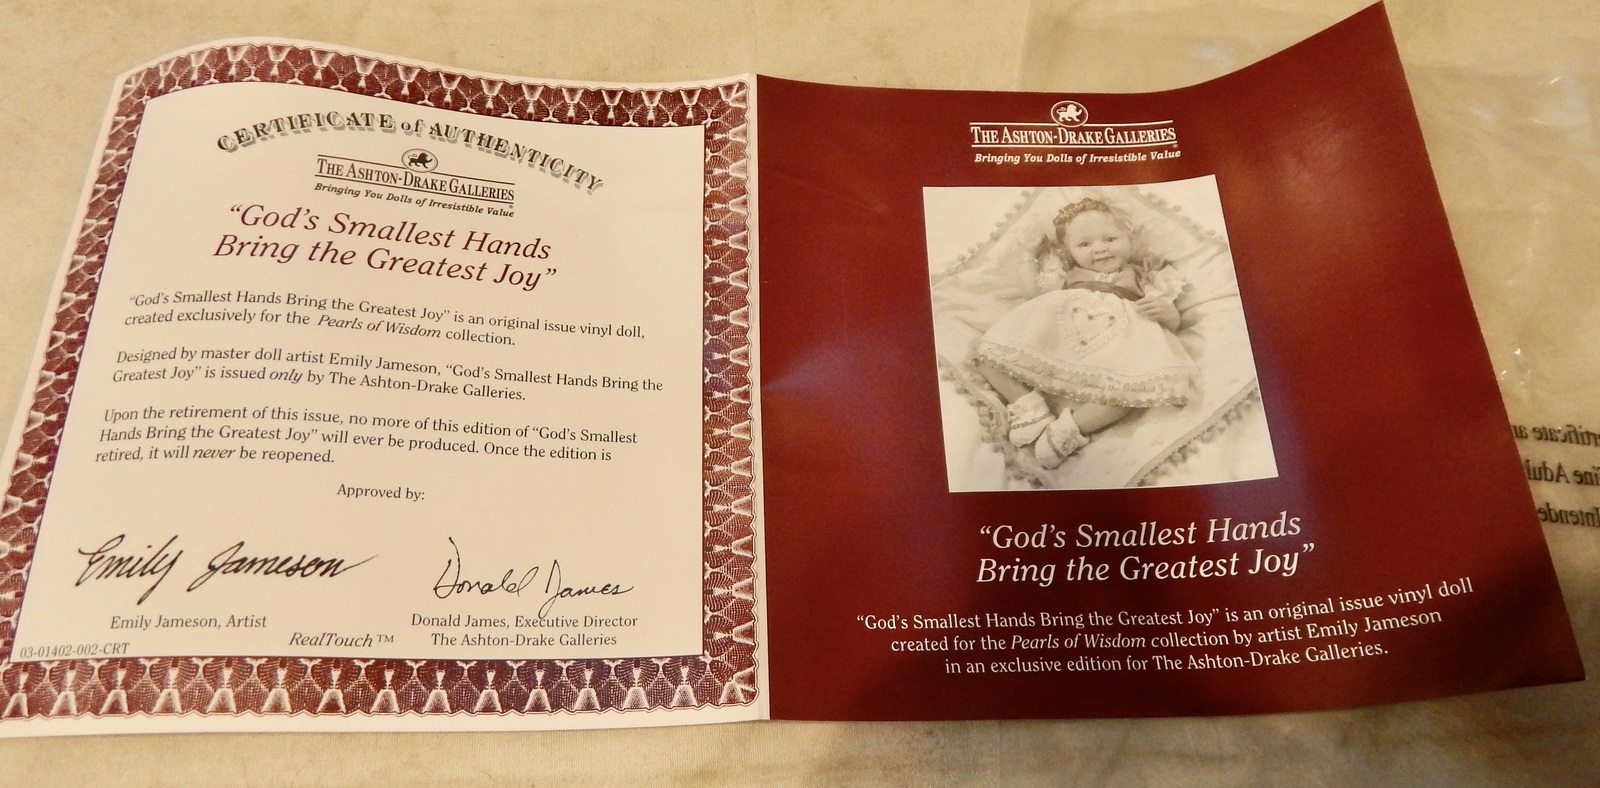 CERTIFICATE of AUTHENTICITY
THE ASHTON-DRAKE GALLERIES
Bringing You Dolls of Irresistible Value
“God’s Smallest Hands
Bring the Greatest Joy”
“God’s Smallest Hands Bring the Greatest Joy” is an original issue vinyl doll,
created exclusively for the Pearls of Wisdom collection.
Designed by master doll artist Emily Jameson, “God’s Smallest Hands Bring the
Greatest Joy” is issued only by The Ashton-Drake Galleries.
Upon the retirement of this issue, no more of this edition of “God’s Smallest
Hands Bring the Greatest Joy” will ever be produced. Once the edition is
retired, it will never be reopened.
Approved by:
Emily Jameson
Donald James
Emily Jameson, Artist
Donald James, Executive Director
The Ashton-Drake Galleries
RealTouch™
03-01402-002-CRT
THE ASHTON-DRAKE GALLERIES
Bringing You Dolls of Irresistible Value
“God’s Smallest Hands
Bring the Greatest Joy”
“God’s Smallest Hands Bring the Greatest Joy” is an original issue vinyl doll
created for the Pearls of Wisdom collection by artist Emily Jameson
in an exclusive edition for The Ashton-Drake Galleries.